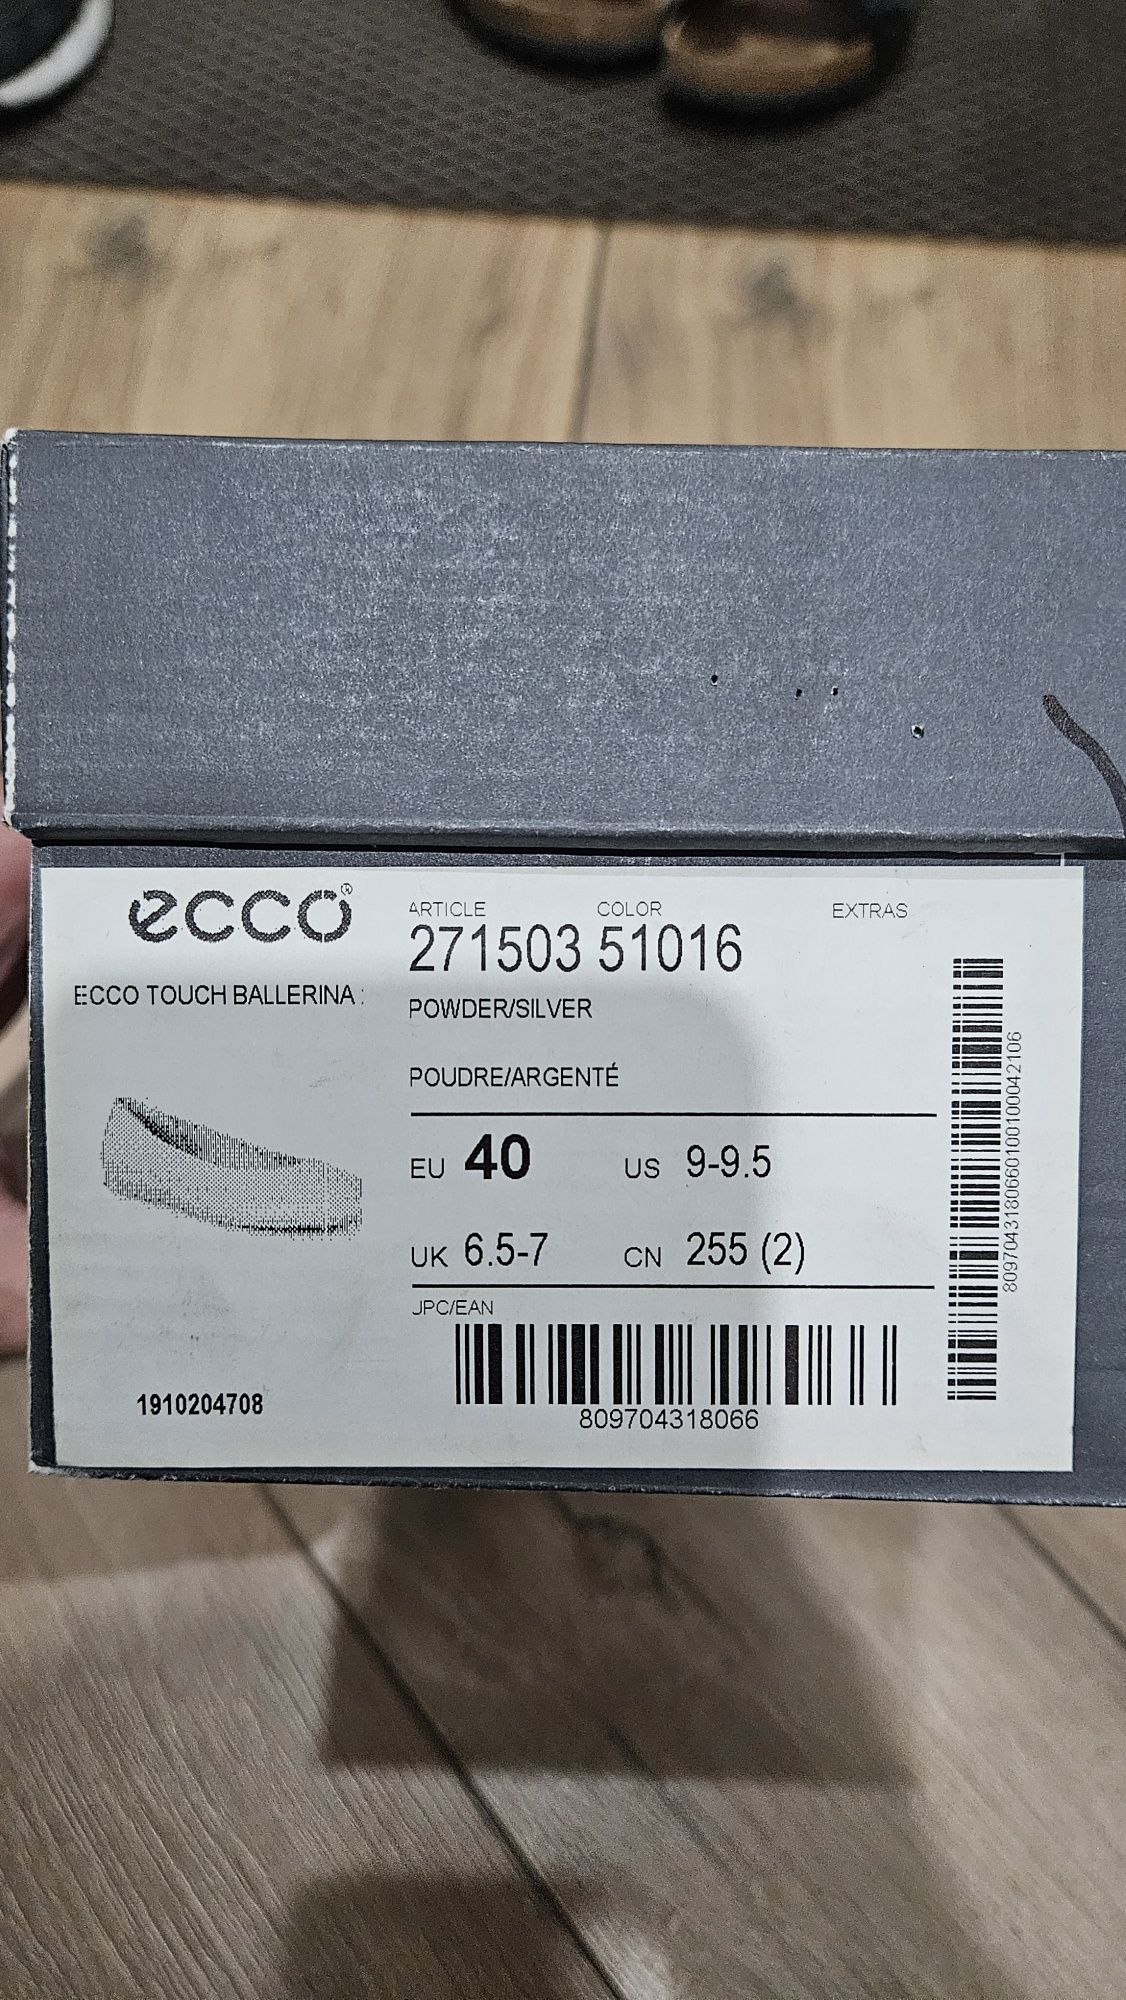 ecco®
ECCO TOUCH BALLERINA :
ARTICLE COLOR EXTRAS
271503 51016
POWDER/SILVER
POUDRE/ARGENTÉ
EU 40 US 9-9.5
UK 6.5-7 CN 255 (2)
JPC/EAN
809704318066
1910204708
8097043180660100100042106